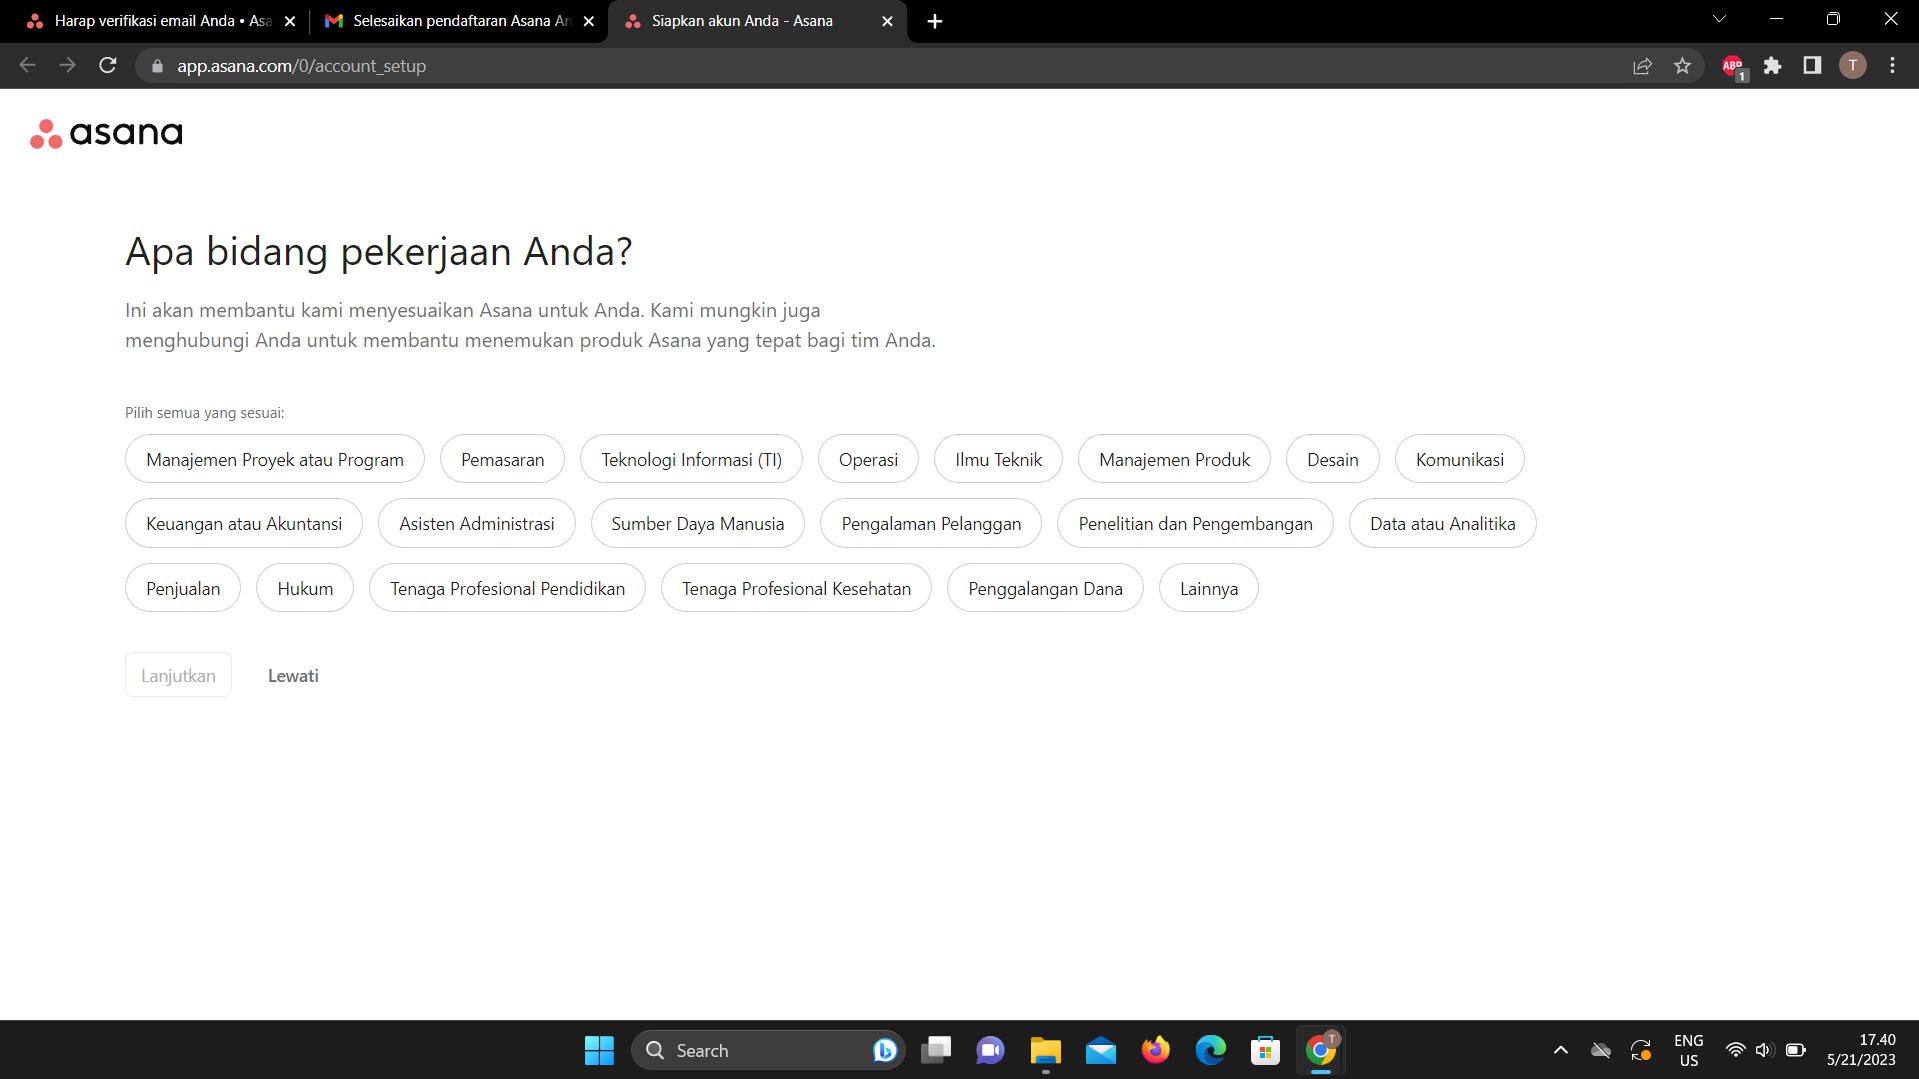 Harap verifikasi email Anda • Asa
Selesaikan pendaftaran Asana An
Siapkan akun Anda - Asana
app.asana.com/0/account_setup
ABP
1
T
asana
Apa bidang pekerjaan Anda?
Ini akan membantu kami menyesuaikan Asana untuk Anda. Kami mungkin juga
menghubungi Anda untuk membantu menemukan produk Asana yang tepat bagi tim Anda.
Pilih semua yang sesuai:
Manajemen Proyek atau Program Pemasaran Teknologi Informasi (TI) Operasi Ilmu Teknik Manajemen Produk Desain Komunikasi
Keuangan atau Akuntansi Asisten Administrasi Sumber Daya Manusia Pengalaman Pelanggan Penelitian dan Pengembangan Data atau Analitika
Penjualan Hukum Tenaga Profesional Pendidikan Tenaga Profesional Kesehatan Penggalangan Dana Lainnya
Lanjutkan Lewati
Search
T
ENG
US
17.40
5/21/2023